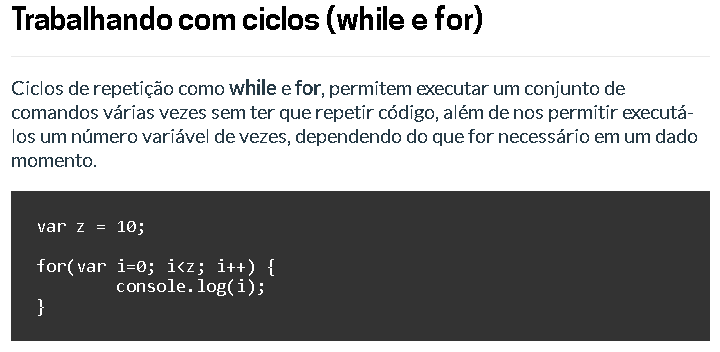 Trabalhando com ciclos (while e for)
Ciclos de repetição como while e for, permitem executar um conjunto de
comandos várias vezes sem ter que repetir código, além de nos permitir executá-
los um número variável de vezes, dependendo do que for necessário em um dado
momento.
var z = 10;
for(var i=0; i<z; i++) {
        console.log(i);
}